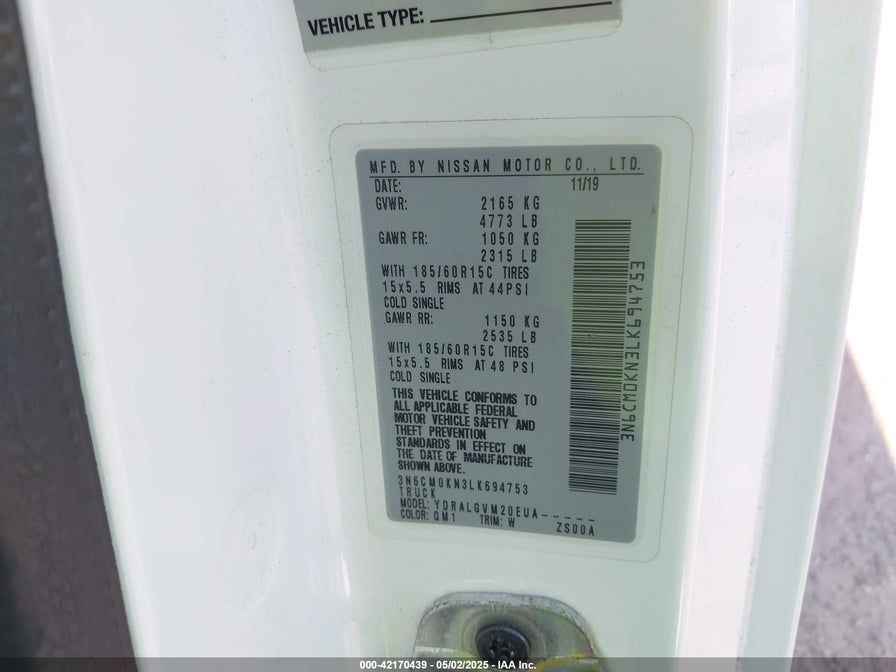 VEHICLE TYPE:
MFD. BY NISSAN MOTOR CO., LTD.
DATE: 11/19
GVWR: 2165 KG
4773 LB
GAWR FR: 1050 KG
2315 LB
WITH 185/60R15C TIRES
15x5.5 RIMS AT 44PSI
COLD SINGLE
GAWR RR: 1150 KG
2535 LB
WITH 185/60R15C TIRES
15x5.5 RIMS AT 48 PSI
COLD SINGLE
THIS VEHICLE CONFORMS TO
ALL APPLICABLE FEDERAL
MOTOR VEHICLE SAFETY AND
THEFT PREVENTION
STANDARDS IN EFFECT ON
THE DATE OF MANUFACTURE
SHOWN ABOVE.
3N6CM0KN3LK694753
TRUCK
MODEL: YDRALGVM20EUA-----
COLOR: QM1 TRIM: W ZS00A
3N6CM0KN3LK694753
000-42170439 - 05/02/2025 - IAA Inc.